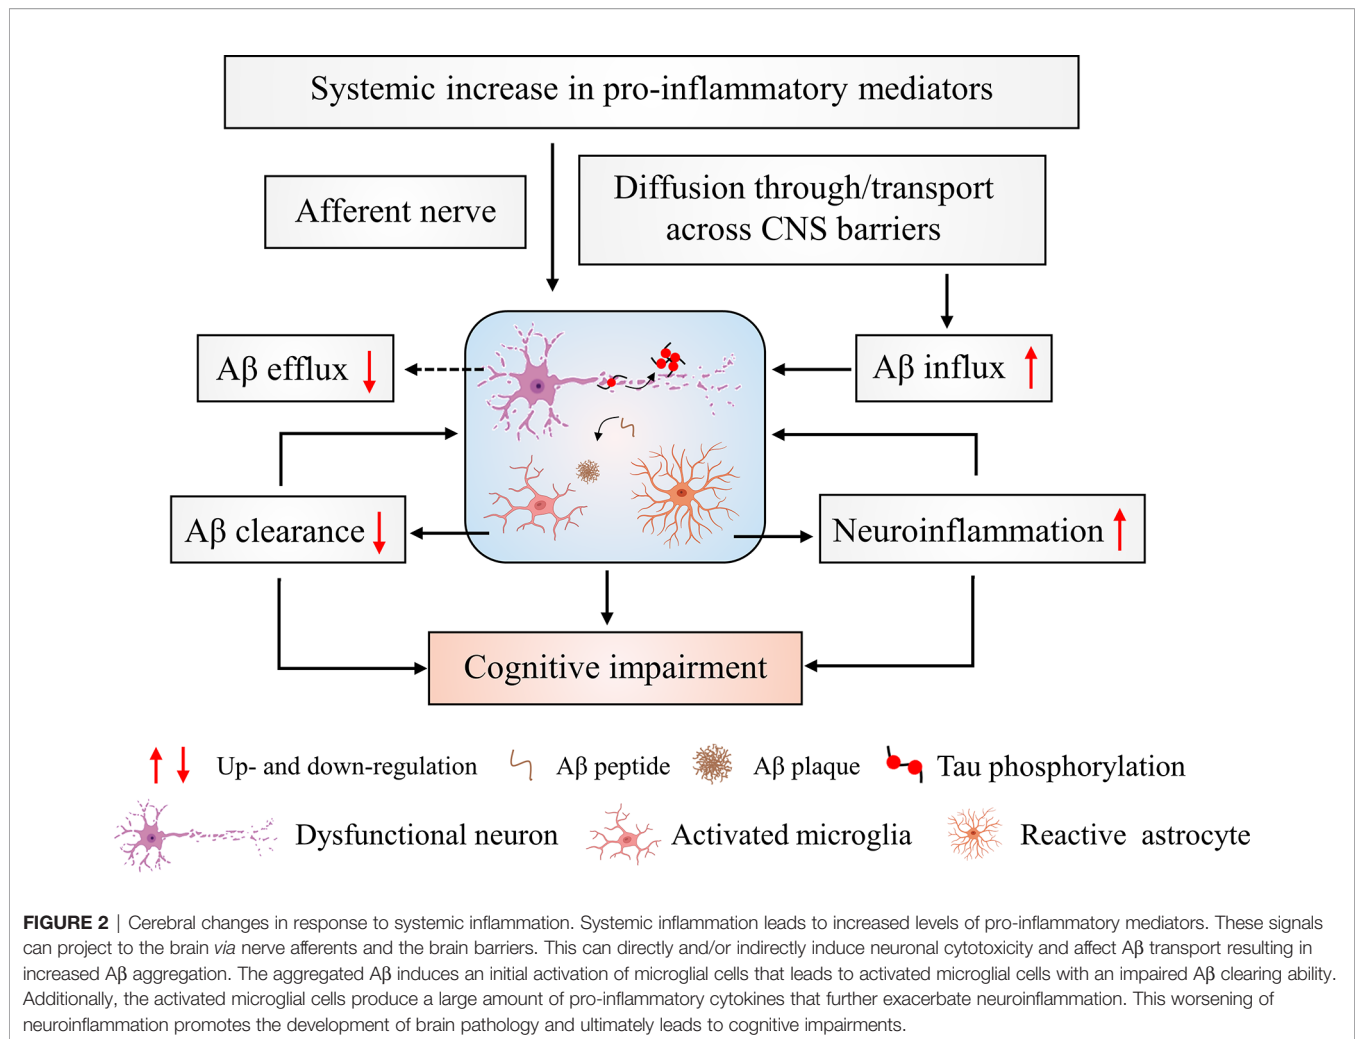 Systemic increase in pro-inflammatory mediators
Afferent nerve
Diffusion through/transport
across CNS barriers
Aβ efflux
Aβ influx
Aβ clearance
Neuroinflammation
Cognitive impairment
Up- and down-regulation
Aβ peptide
Aβ plaque
Tau phosphorylation
Dysfunctional neuron
Activated microglia
Reactive astrocyte
FIGURE 2 | Cerebral changes in response to systemic inflammation. Systemic inflammation leads to increased levels of pro-inflammatory mediators. These signals
can project to the brain via nerve afferents and the brain barriers. This can directly and/or indirectly induce neuronal cytotoxicity and affect Aβ transport resulting in
increased Aβ aggregation. The aggregated Aβ induces an initial activation of microglial cells that leads to activated microglial cells with an impaired Aβ clearing ability.
Additionally, the activated microglial cells produce a large amount of pro-inflammatory cytokines that further exacerbate neuroinflammation. This worsening of
neuroinflammation promotes the development of brain pathology and ultimately leads to cognitive impairments.